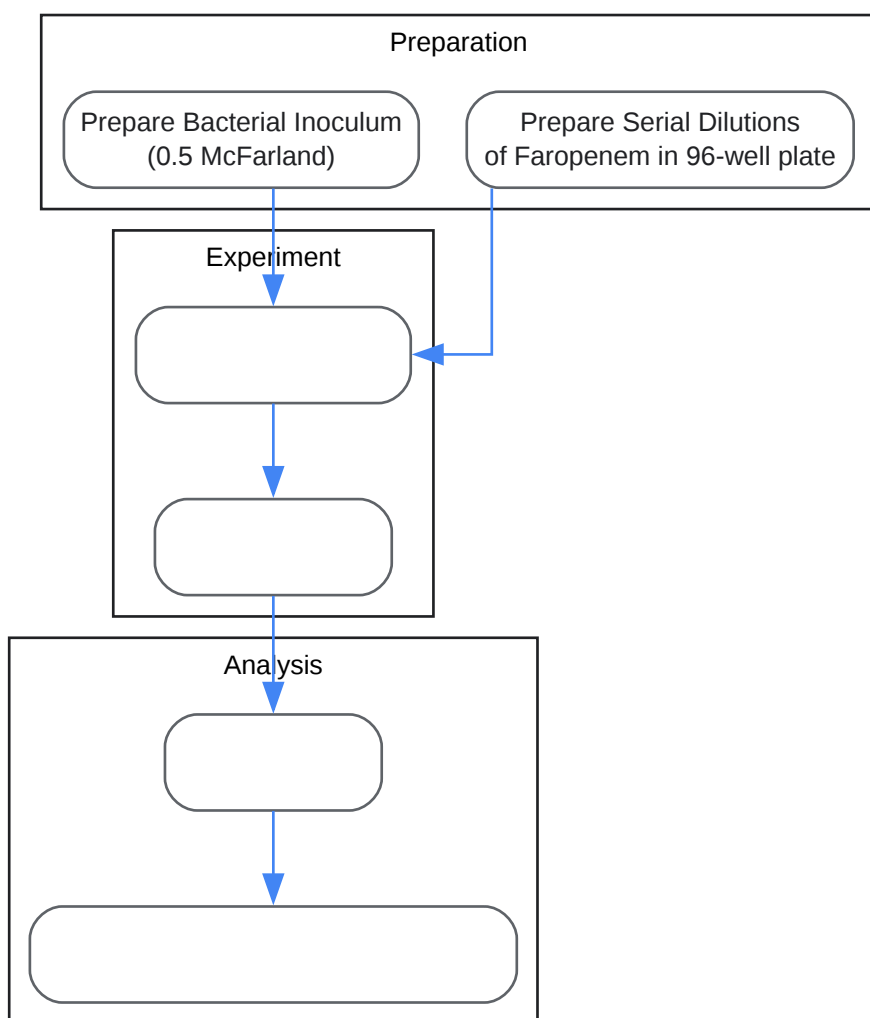 Preparation
Prepare Bacterial Inoculum
(0.5 McFarland)
Prepare Serial Dilutions
of Faropenem in 96-well plate
Experiment
Analysis